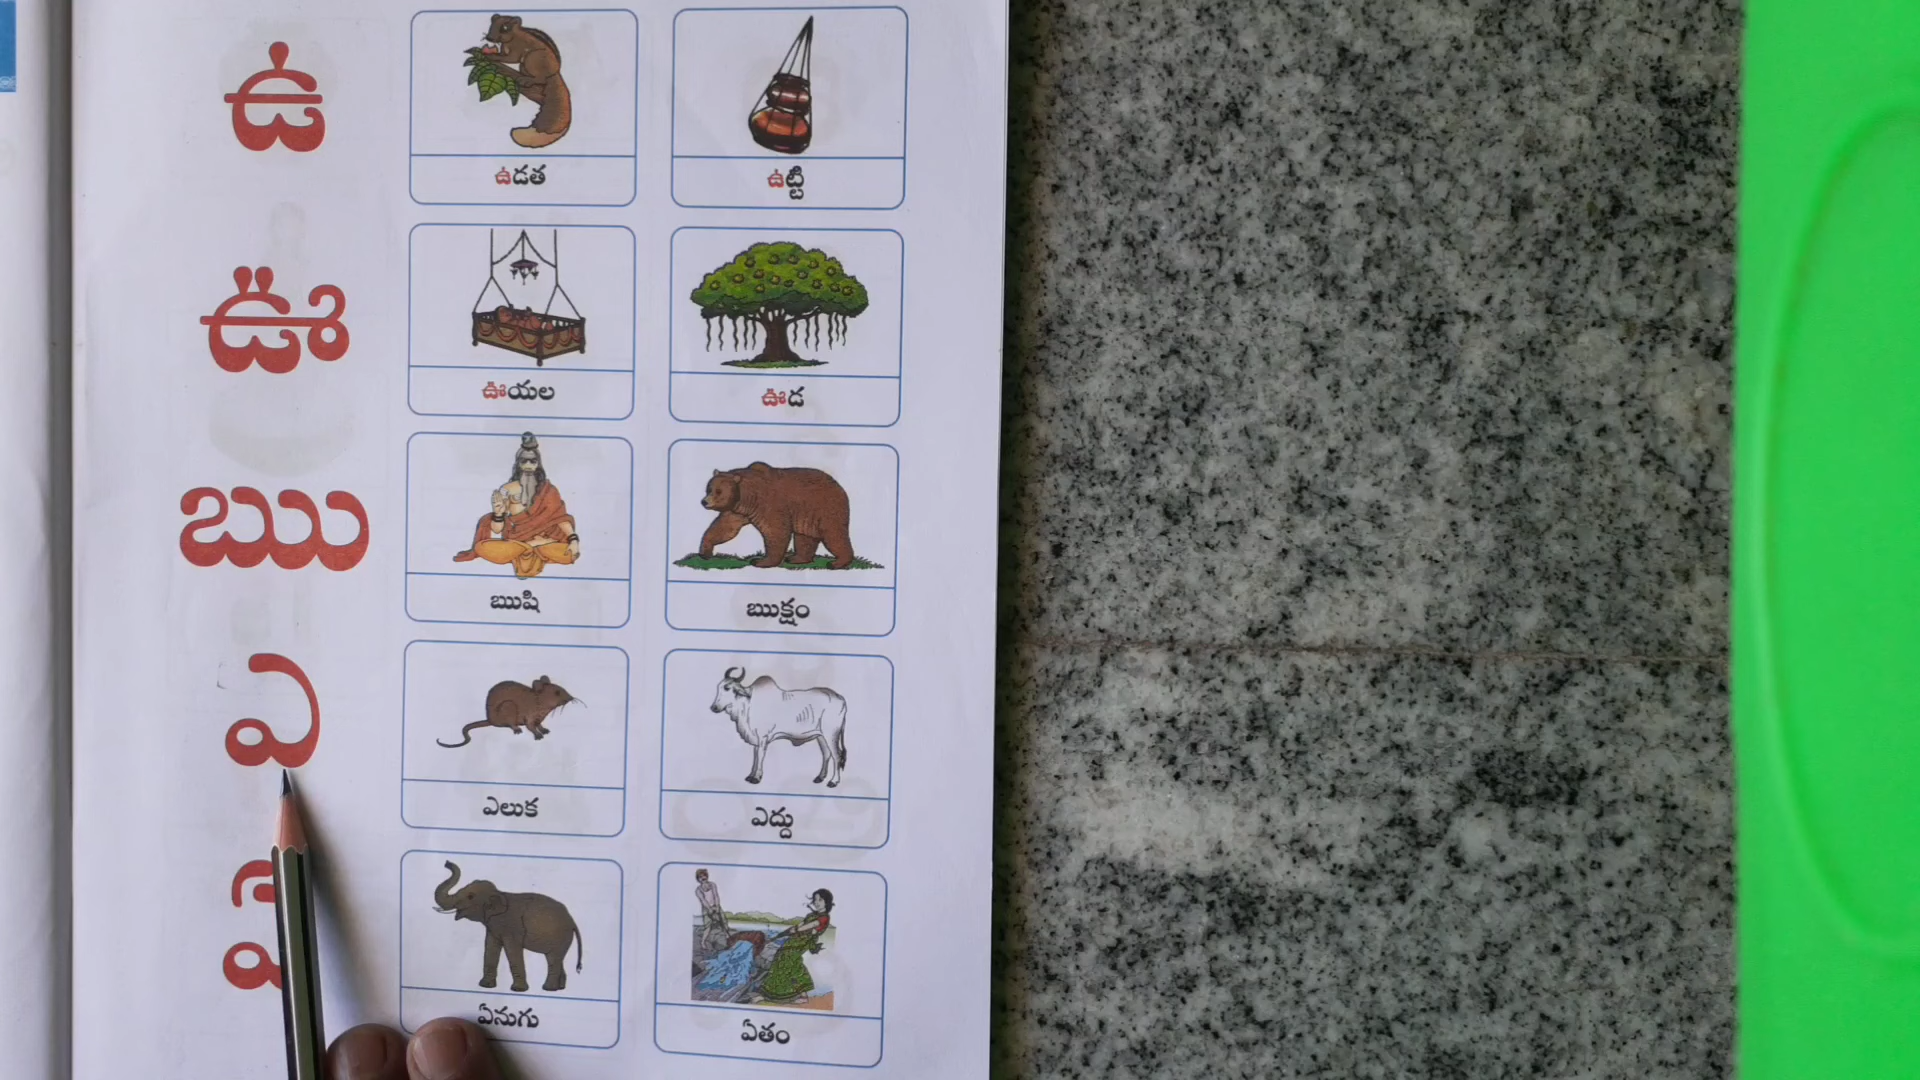 ఉ
ఉడత
ఉట్టి
ఊ
ఊయల
ఊడ
ఋ
ఋషి
ఋక్షం
ఎ
ఎలుక
ఎద్దు
ఏ
ఏనుగు
ఏతం